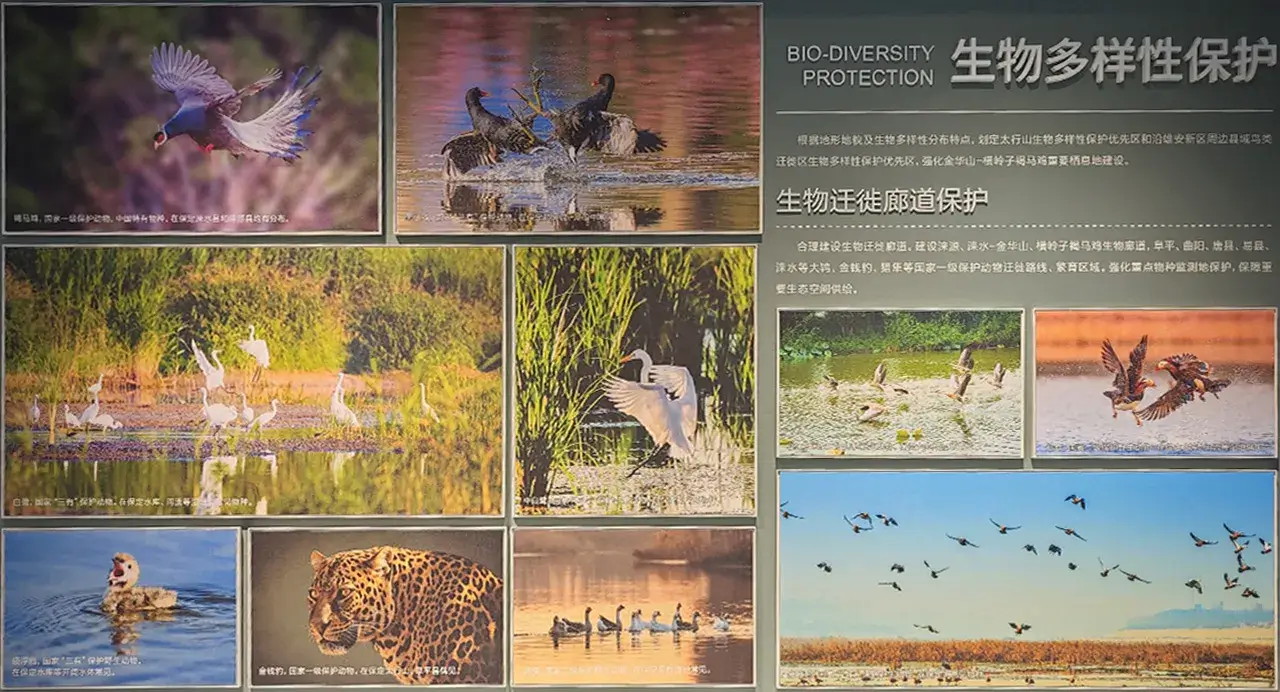 BIO-DIVERSITY
PROTECTION
生物多样性保护
根据地形地貌及生物多样性分布特点，划定太行山生物多样性保护优先区和沿雄安新区周边县域鸟类
迁徙区生物多样性保护优先区，强化金华山-横岭子褐马鸡重要栖息地建设。
生物迁徙廊道保护
合理建设生物迁徙廊道，建设涞源、涞水-金华山、横岭子褐马鸡生物廊道，阜平、曲阳、唐县、易县、
涞水等大鸨、金钱豹、黑隼等国家一级保护动物迁徙路线、繁育区域。强化重点物种监测地保护，保障重
要生态空间供给。
褐马鸡，国家一级保护动物，中国特有物种，在保定涞水县和涞源县均有分布。
白鹭，国家“三有”保护动物，在保定水库、河流等
国家“三有”保护野生动物，
在保定水库等开阔水体常见。
金钱豹，国家一级保护动物，在保定太行山